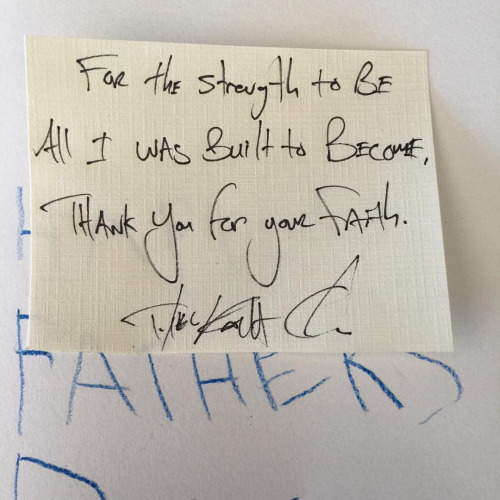 For the strength to BE
All I was Built to BECOME,
THANK You for your FAITH.
FATHERS